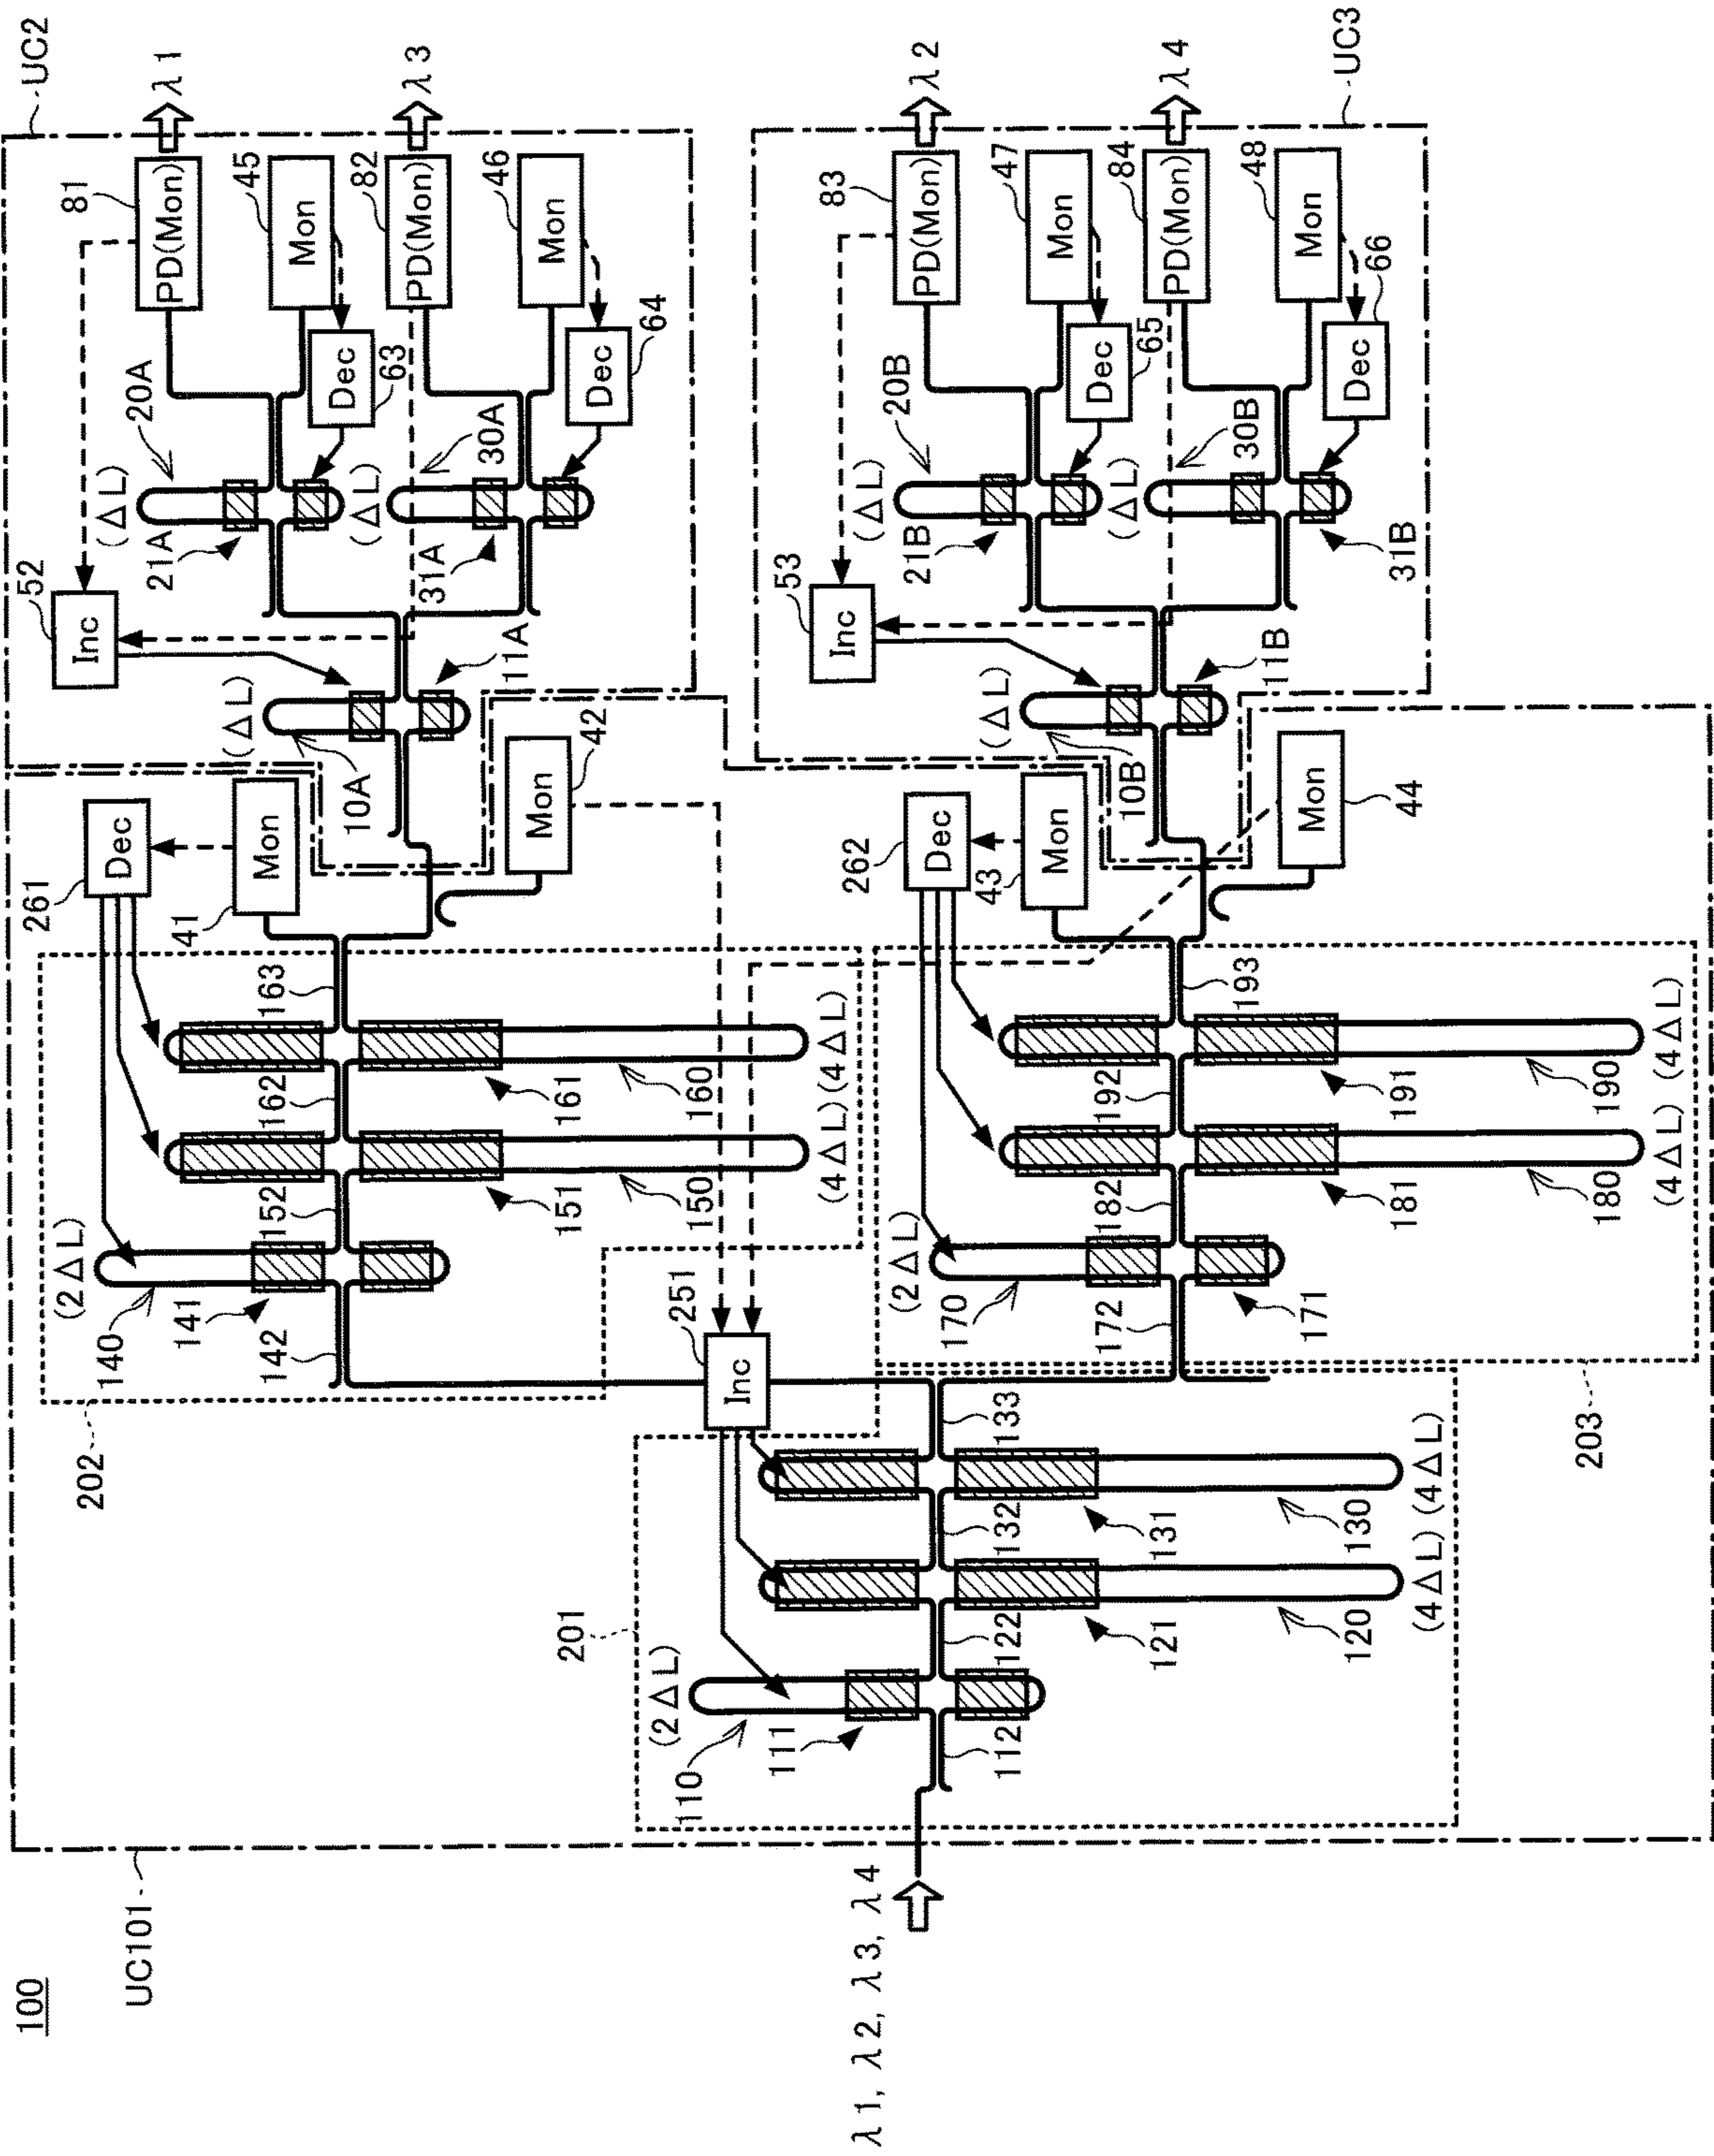 100
UC101
UC2
UC3
λ1, λ2, λ3, λ4
λ1
λ3
λ2
λ4
201
202
203
110
(2ΔL)
111
112
122
120
(4ΔL)
121
132
130
(4ΔL)
131
133
251
Inc
140
(2ΔL)
141
142
152
150
(4ΔL)
151
162
160
(4ΔL)
161
163
261
Dec
41
Mon
42
Mon
170
(2ΔL)
171
172
182
180
(4ΔL)
181
192
190
(4ΔL)
191
193
262
Dec
43
Mon
44
Mon
10A
(ΔL)
11A
52
Inc
20A
(ΔL)
21A
30A
(ΔL)
31A
81
PD(Mon)
45
Mon
63
Dec
82
PD(Mon)
46
Mon
64
Dec
10B
(ΔL)
11B
53
Inc
20B
(ΔL)
21B
30B
(ΔL)
31B
83
PD(Mon)
47
Mon
65
Dec
84
PD(Mon)
48
Mon
66
Dec